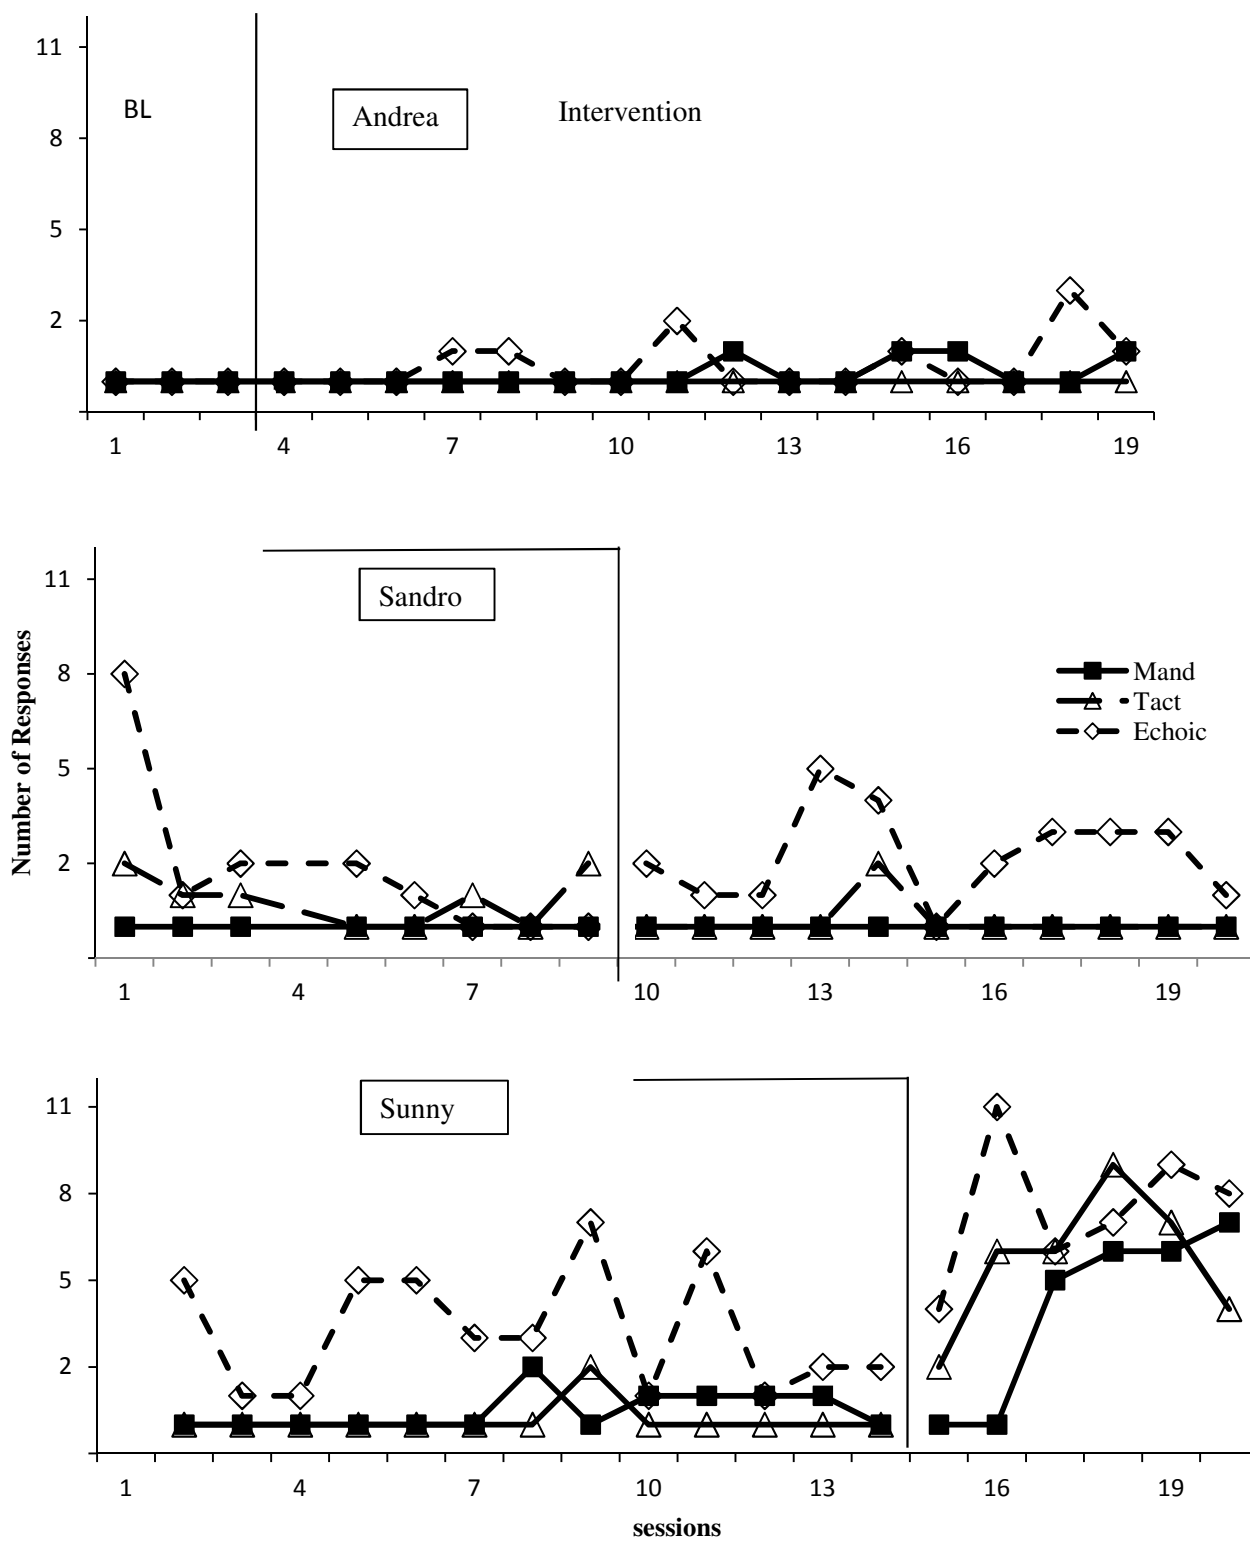 11
BL
Andrea
Intervention
8
5
2
1 4 7 10 13 16 19
11
Sandro
8
Mand
Tact
Echoic
5
2
Number of Responses
1 4 7 10 13 16 19
11
Sunny
8
5
2
1 4 7 10 13 16 19
sessions